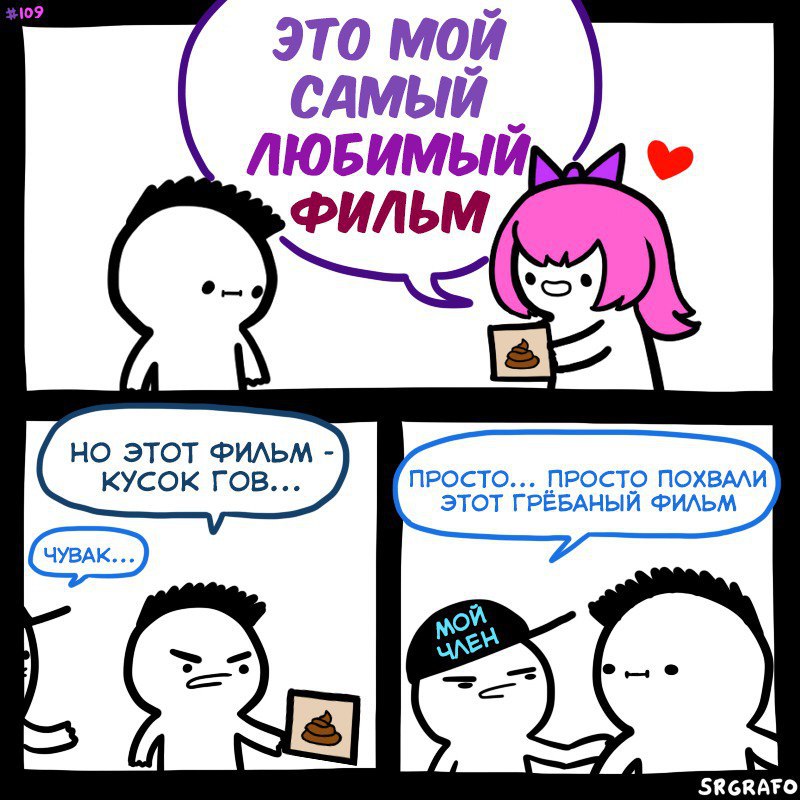 #109
ЭТО МОЙ
САМЫЙ
ЛЮБИМЫЙ
ФИЛЬМ
НО ЭТОТ ФИЛЬМ -
КУСОК ГОВ...
ЧУВАК...
ПРОСТО... ПРОСТО ПОХВАЛИ
ЭТОТ ГРЁБАНЫЙ ФИЛЬМ
МОЙ
ЧЛЕН
SRGRAFO